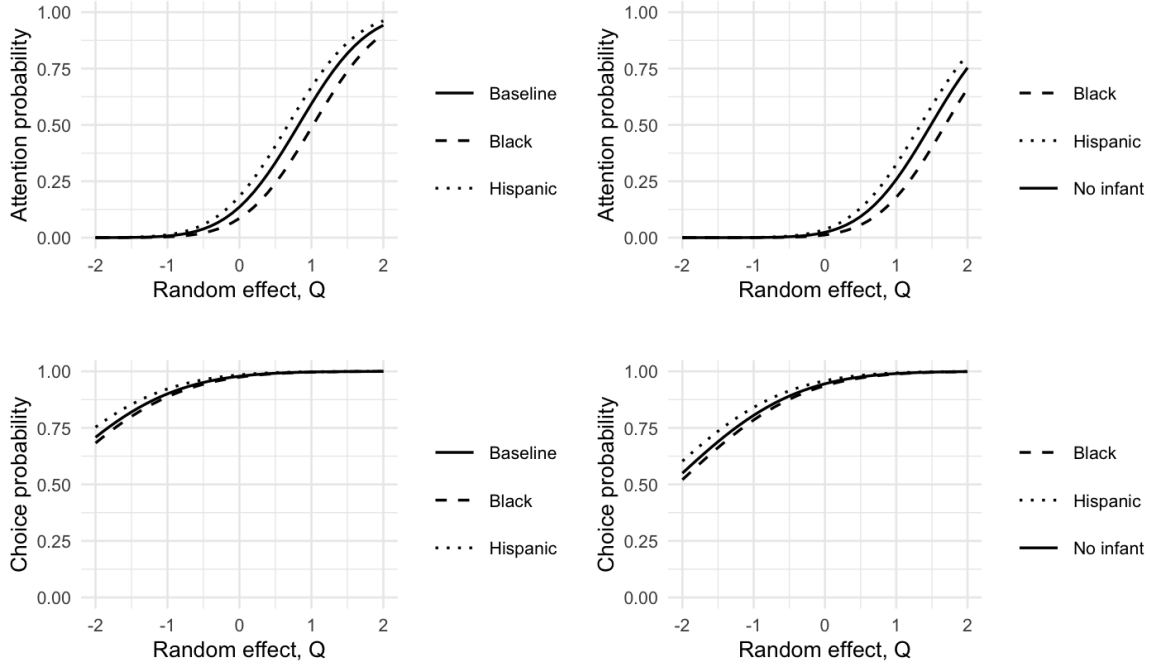 1.00
0.75
0.50
0.25
0.00
Attention probability
-2 -1 0 1 2
Random effect, Q
Baseline
Black
Hispanic
1.00
0.75
0.50
0.25
0.00
Attention probability
-2 -1 0 1 2
Random effect, Q
Black
Hispanic
No infant
1.00
0.75
0.50
0.25
0.00
Choice probability
-2 -1 0 1 2
Random effect, Q
Baseline
Black
Hispanic
1.00
0.75
0.50
0.25
0.00
Choice probability
-2 -1 0 1 2
Random effect, Q
Black
Hispanic
No infant